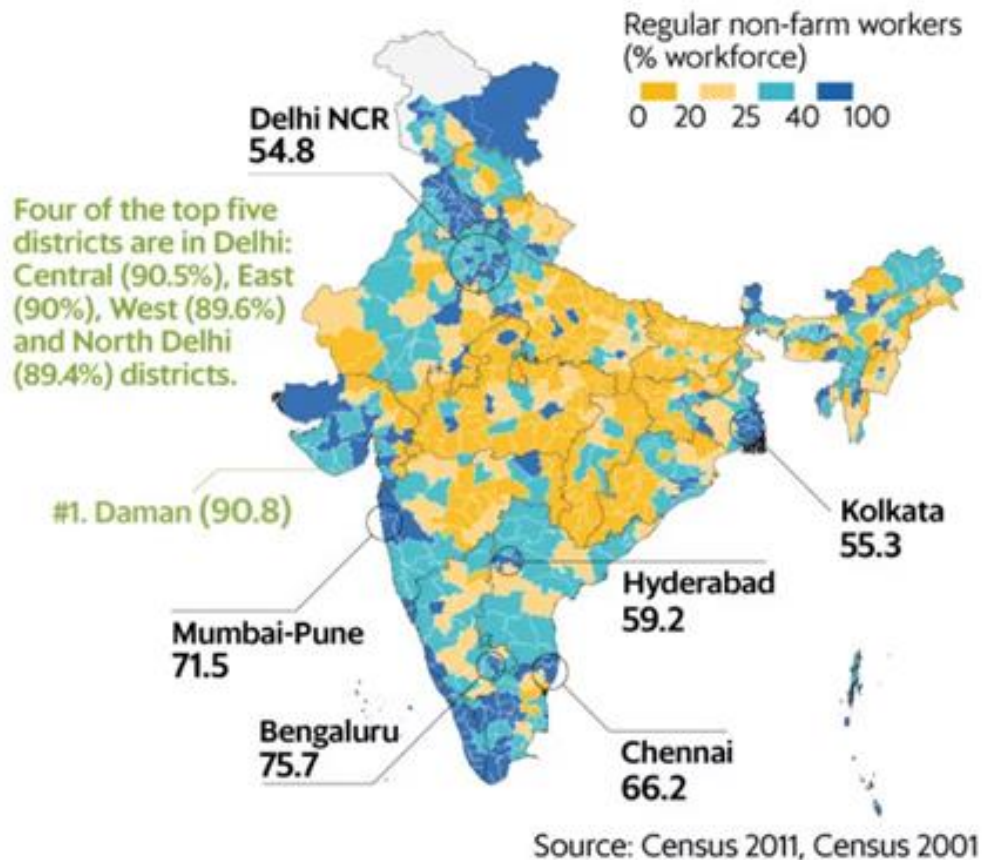 Regular non-farm workers
(% workforce)
0 20 25 40 100
Delhi NCR
54.8
Four of the top five
districts are in Delhi:
Central (90.5%), East
(90%), West (89.6%)
and North Delhi
(89.4%) districts.
#1. Daman (90.8)
Kolkata
55.3
Hyderabad
59.2
Mumbai-Pune
71.5
Bengaluru
75.7
Chennai
66.2
Source: Census 2011, Census 2001